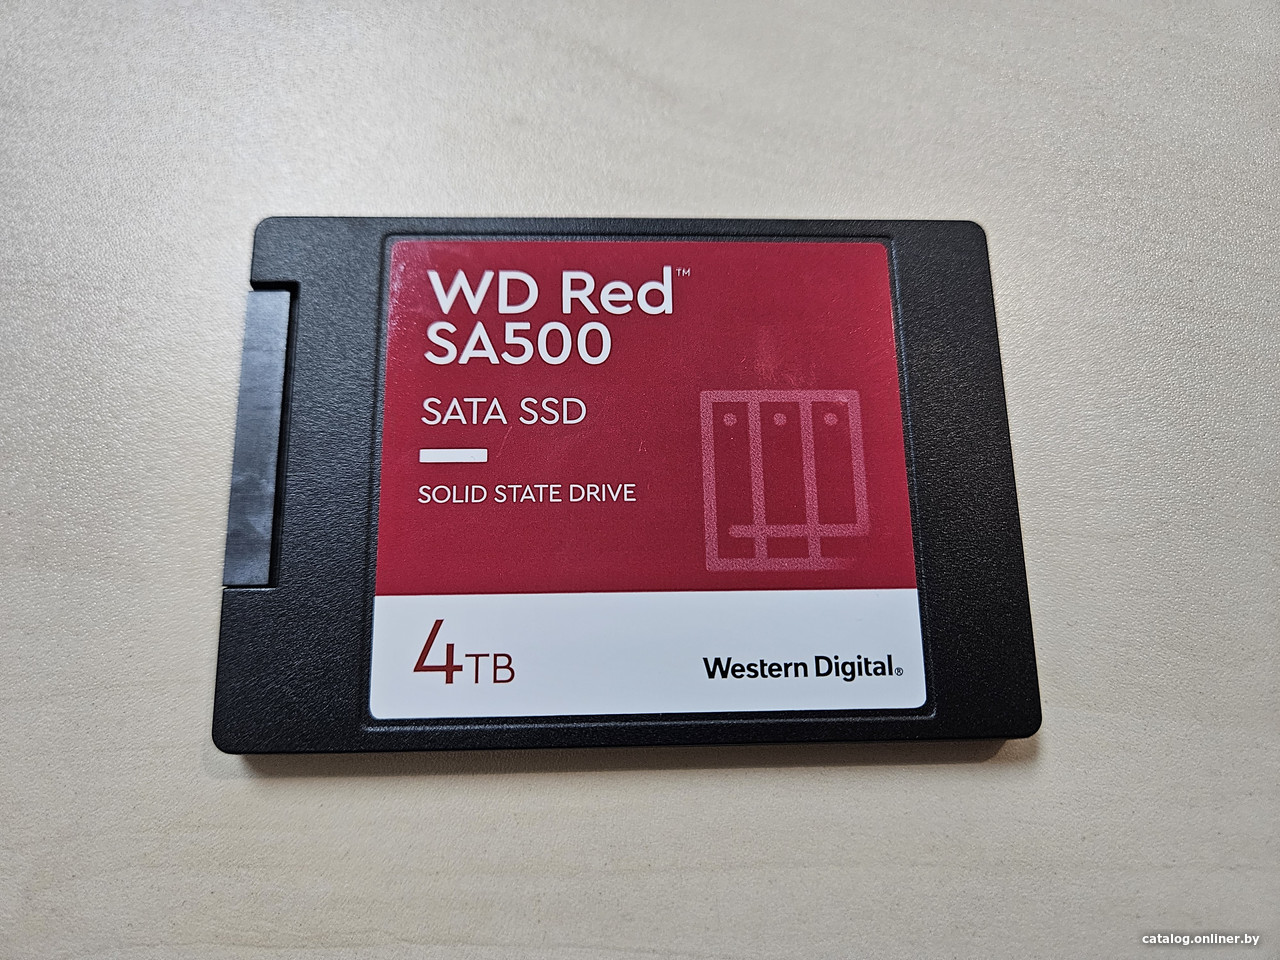 WD Red™
SA500
SATA SSD
SOLID STATE DRIVE
4TB
Western Digital®
catalog.onliner.by